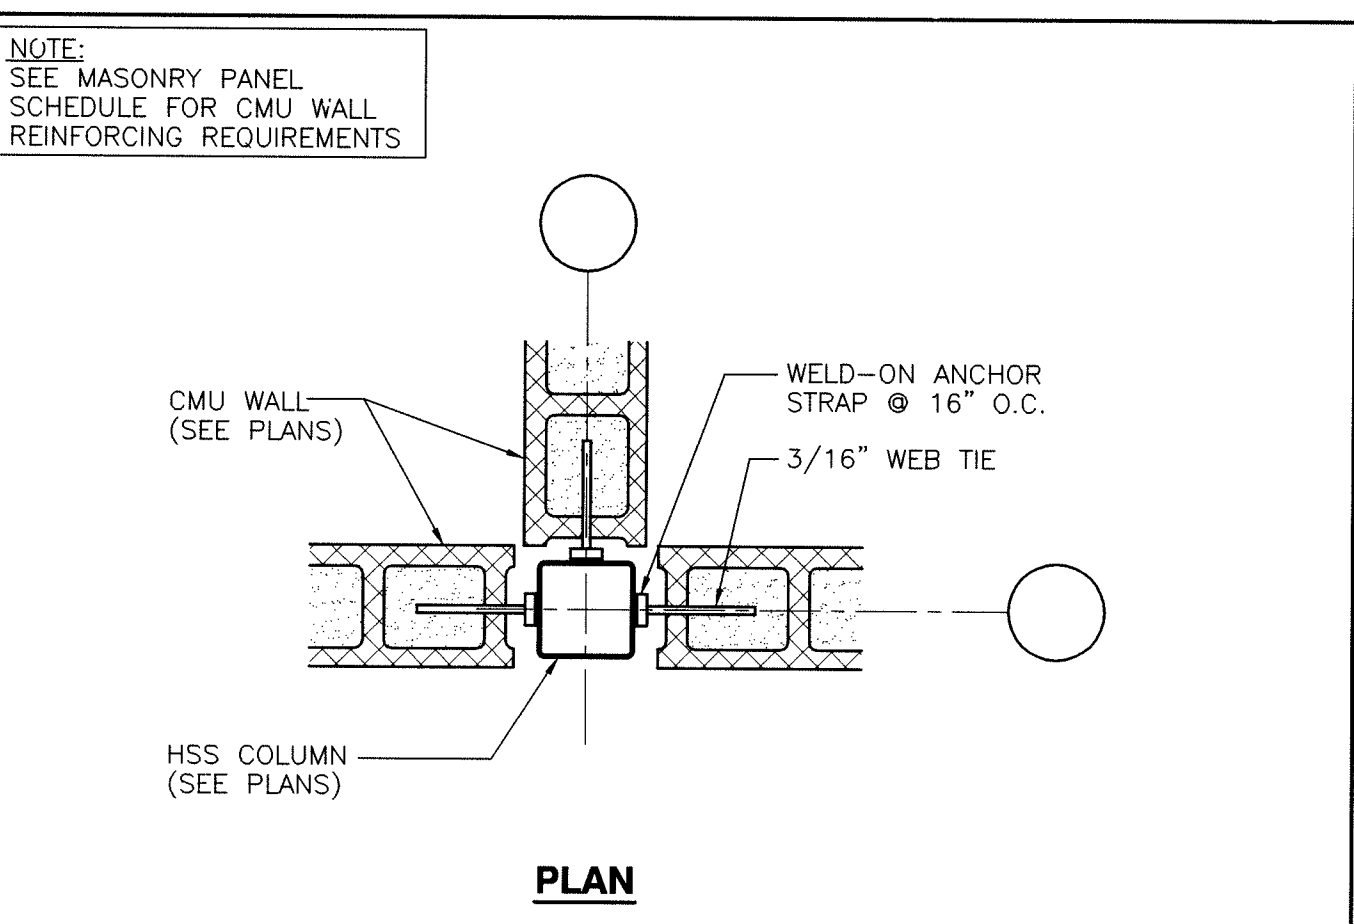 NOTE:
SEE MASONRY PANEL
SCHEDULE FOR CMU WALL
REINFORCING REQUIREMENTS
CMU WALL
(SEE PLANS)
WELD-ON ANCHOR
STRAP @ 16" O.C.
3/16" WEB TIE
HSS COLUMN
(SEE PLANS)
PLAN